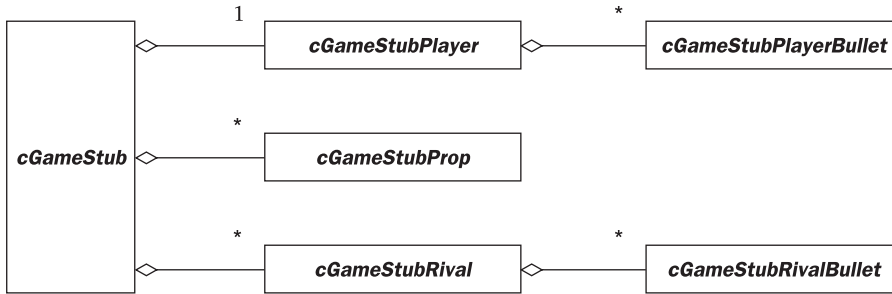 1
*
cGameStubPlayer
cGameStubPlayerBullet
*
cGameStub
cGameStubProp
*
*
cGameStubRival
cGameStubRivalBullet